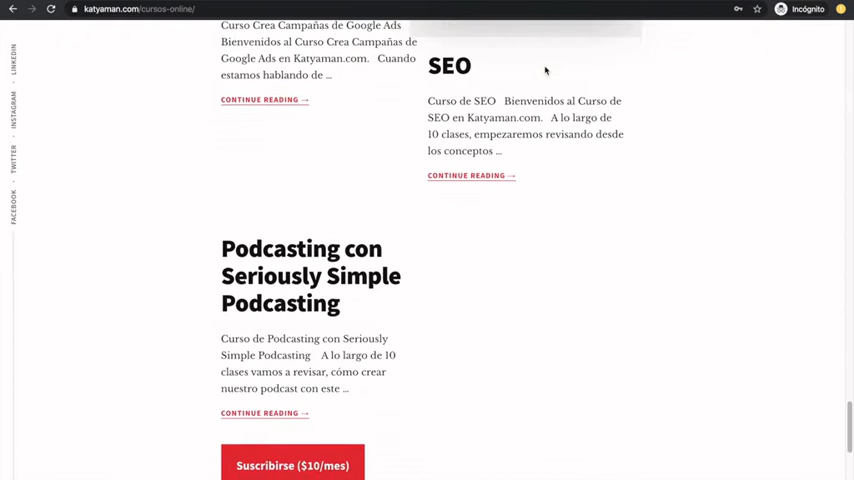 katyaman.com/cursos-online/
Incógnito
LINKEDIN
INSTAGRAM
TWITTER
FACEBOOK
Curso Crea Campañas de Google Ads
Bienvenidos al Curso Crea Campañas de
Google Ads en Katyaman.com. Cuando
estamos hablando de ...
CONTINUE READING →
SEO
Curso de SEO Bienvenidos al Curso de
SEO en Katyaman.com. A lo largo de
10 clases, empezaremos revisando desde
los conceptos ...
CONTINUE READING →
Podcasting con
Seriously Simple
Podcasting
Curso de Podcasting con Seriously
Simple Podcasting A lo largo de 10
clases vamos a revisar, cómo crear
nuestro podcast con este ...
CONTINUE READING →
Suscribirse ($10/mes)